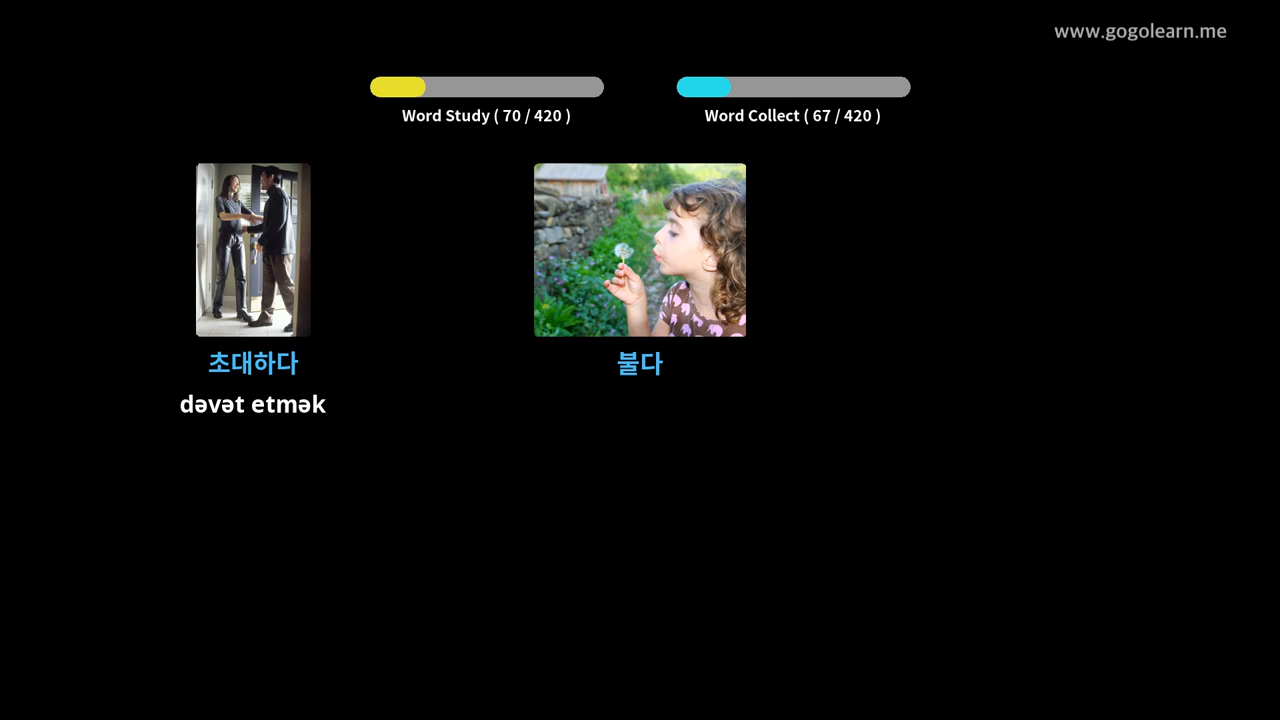 www.gogolearn.me
Word Study ( 70 / 420 )
Word Collect ( 67 / 420 )
초대하다
불다
dəvət etmək